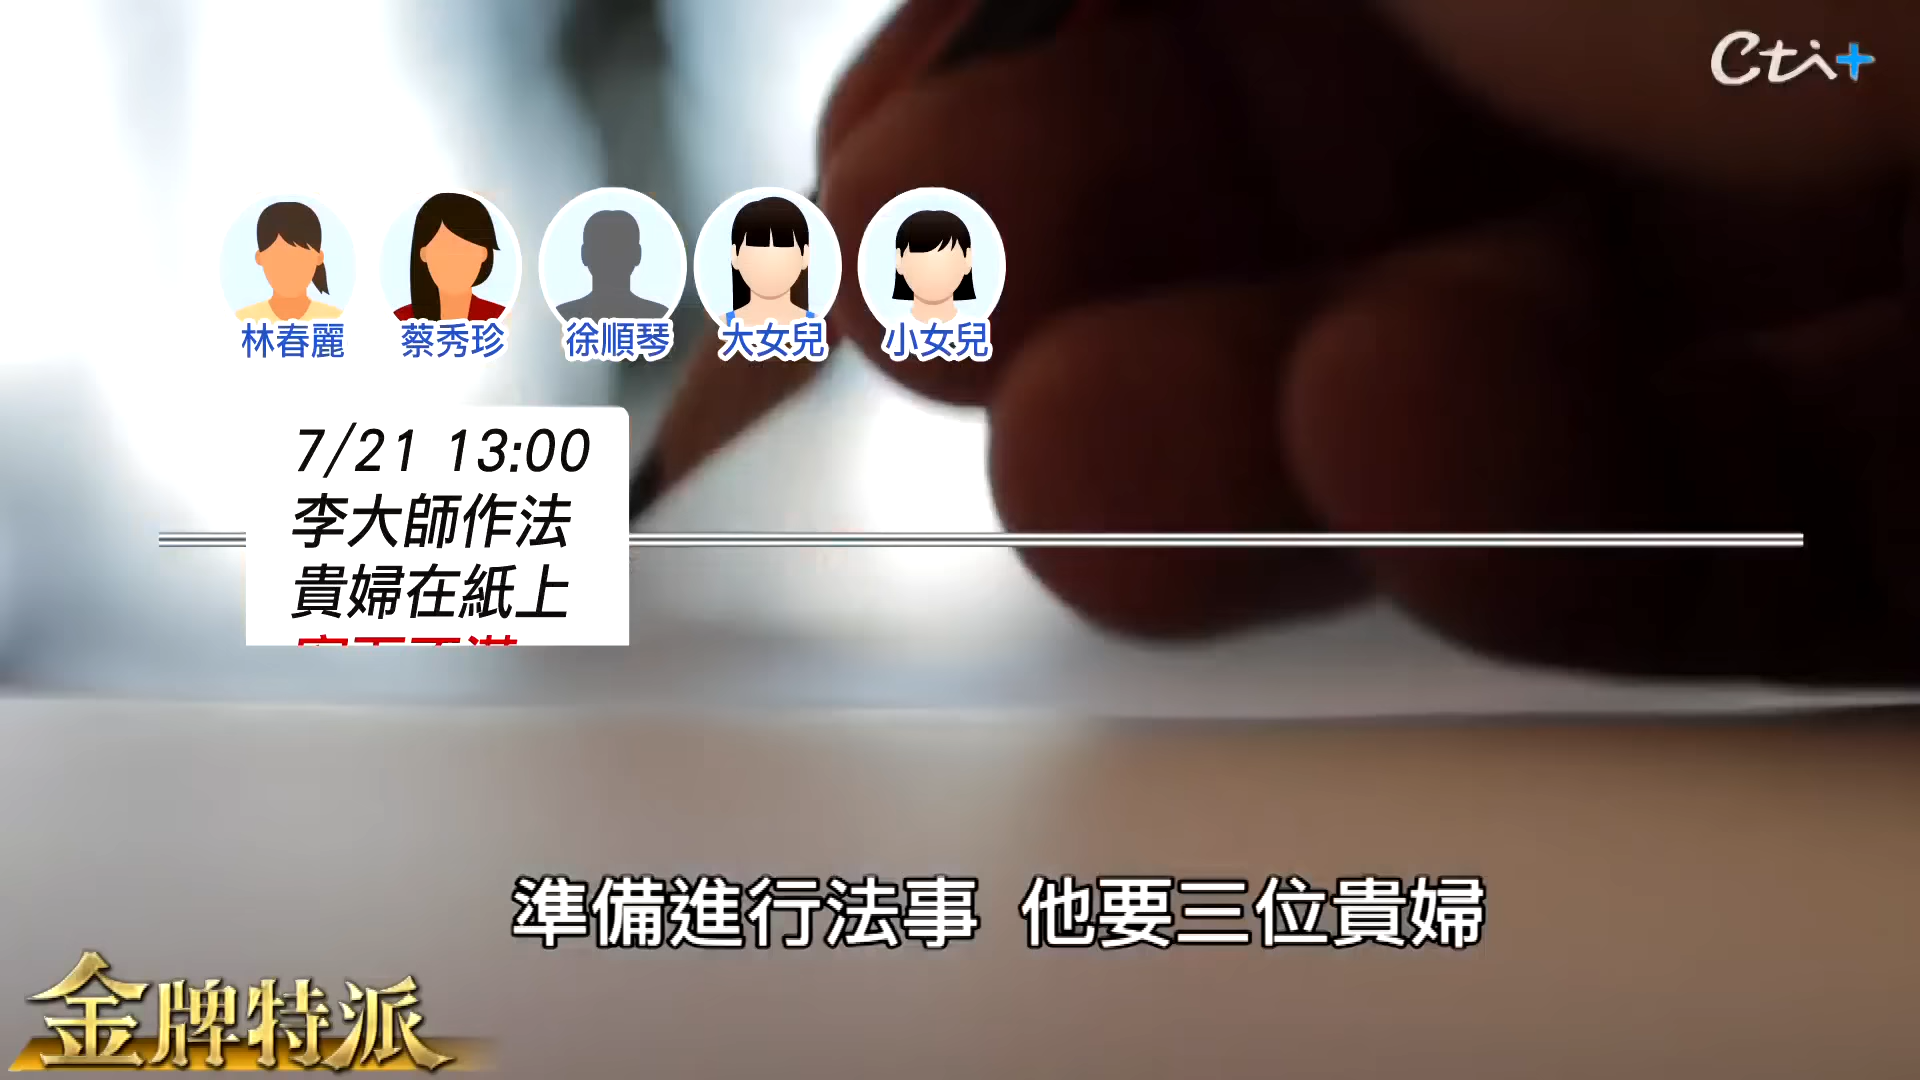 Cti+
林春麗 蔡秀珍 徐順琴 大女兒 小女兒
7/21 13:00
李大師作法
貴婦在紙上
準備進行法事 他要三位貴婦
金牌特派